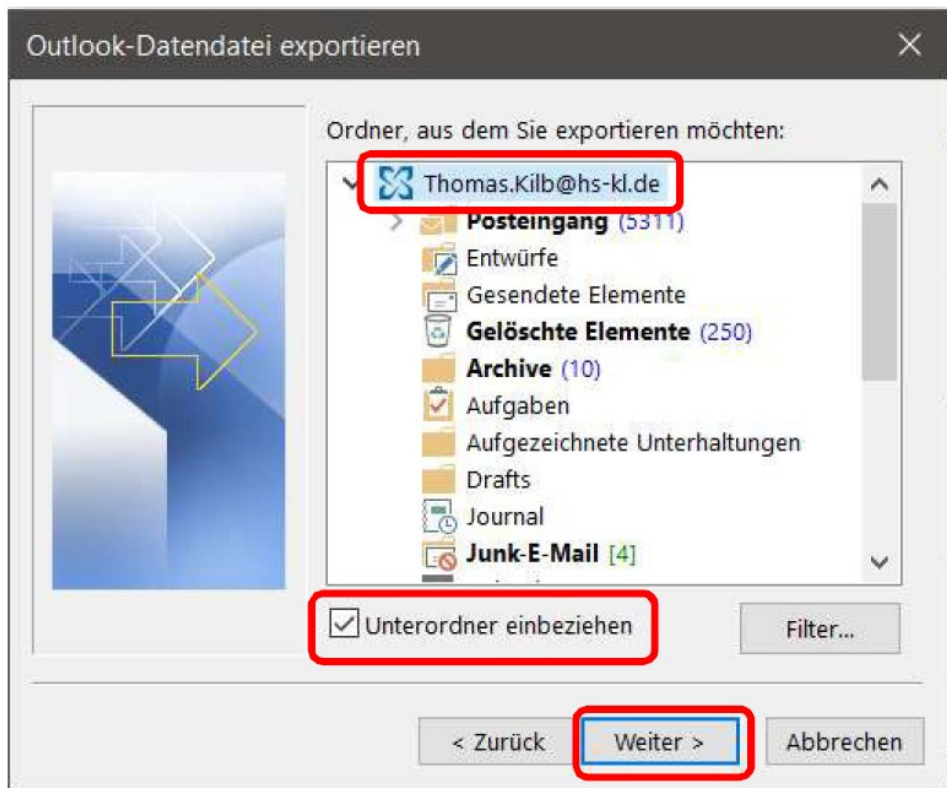 Outlook-Datendatei exportieren
Ordner, aus dem Sie exportieren möchten:
Thomas.Kilb@hs-kl.de
Posteingang (5311)
Entwürfe
Gesendete Elemente
Gelöschte Elemente (250)
Archive (10)
Aufgaben
Aufgezeichnete Unterhaltungen
Drafts
Journal
Junk-E-Mail [4]
Unterordner einbeziehen
Filter...
< Zurück
Weiter >
Abbrechen